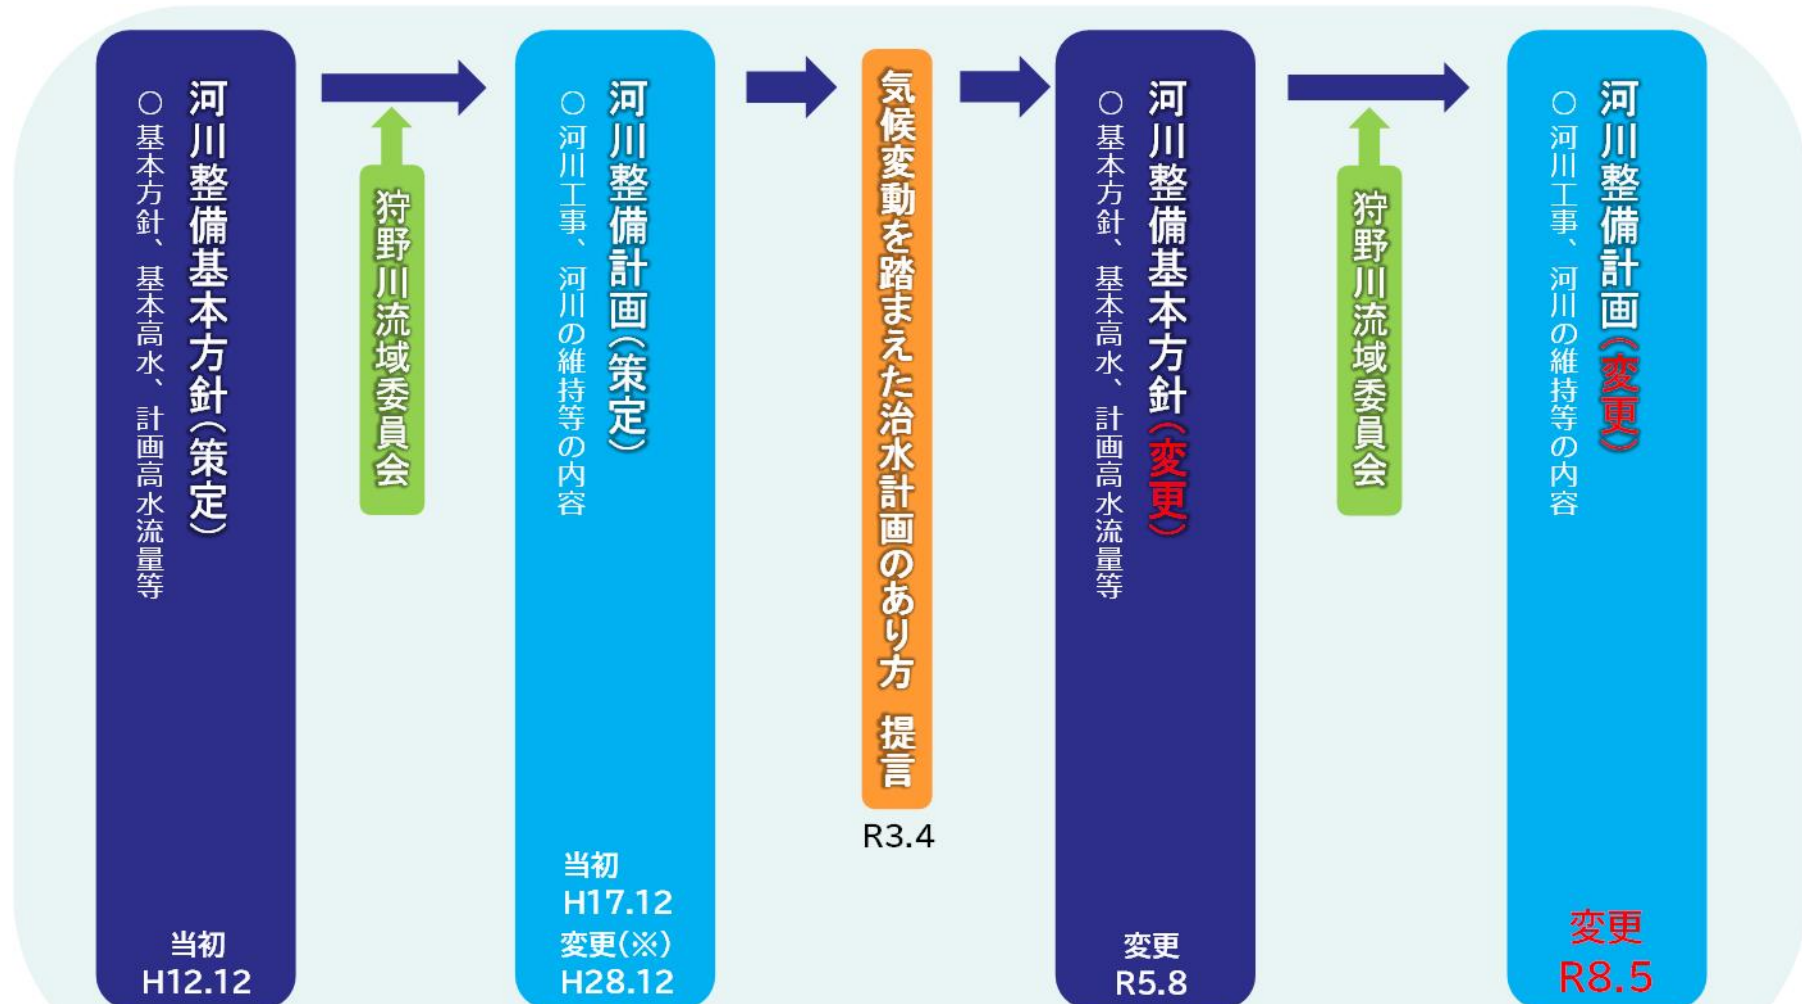 河川整備基本方針（策定）
○基本方針、基本高水、計画高水流量等
当初
H12.12
狩野川流域委員会
河川整備計画（策定）
○河川工事、河川の維持等の内容
当初
H17.12
変更(※)
H28.12
気候変動を踏まえた治水計画のあり方 提言
R3.4
河川整備基本方針（変更）
○基本方針、基本高水、計画高水流量等
変更
R5.8
狩野川流域委員会
河川整備計画（変更）
○河川工事、河川の維持等の内容
変更
R8.5